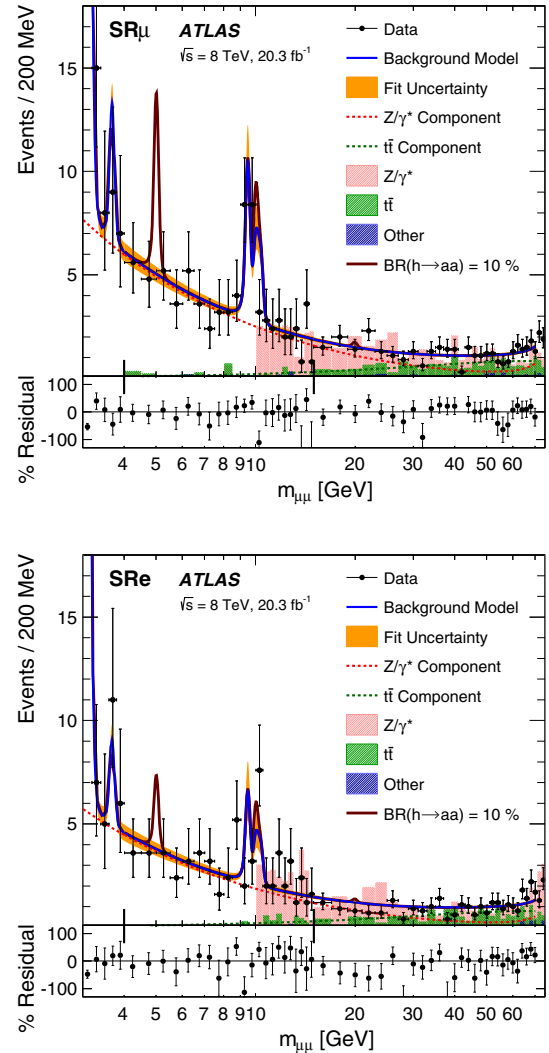 SRμ ATLAS
√s = 8 TeV, 20.3 fb⁻¹
Events / 200 MeV
15
10
5
Data
Background Model
Fit Uncertainty
Z/γ* Component
tt̄ Component
Z/γ*
tt̄
Other
BR(h→aa) = 10 %
% Residual
100
0
-100
4 5 6 7 8 9 10 20 30 40 50 60
mμμ [GeV]
SRe ATLAS
√s = 8 TeV, 20.3 fb⁻¹
Events / 200 MeV
15
10
5
Data
Background Model
Fit Uncertainty
Z/γ* Component
tt̄ Component
Z/γ*
tt̄
Other
BR(h→aa) = 10 %
% Residual
100
0
-100
4 5 6 7 8 9 10 20 30 40 50 60
mμμ [GeV]